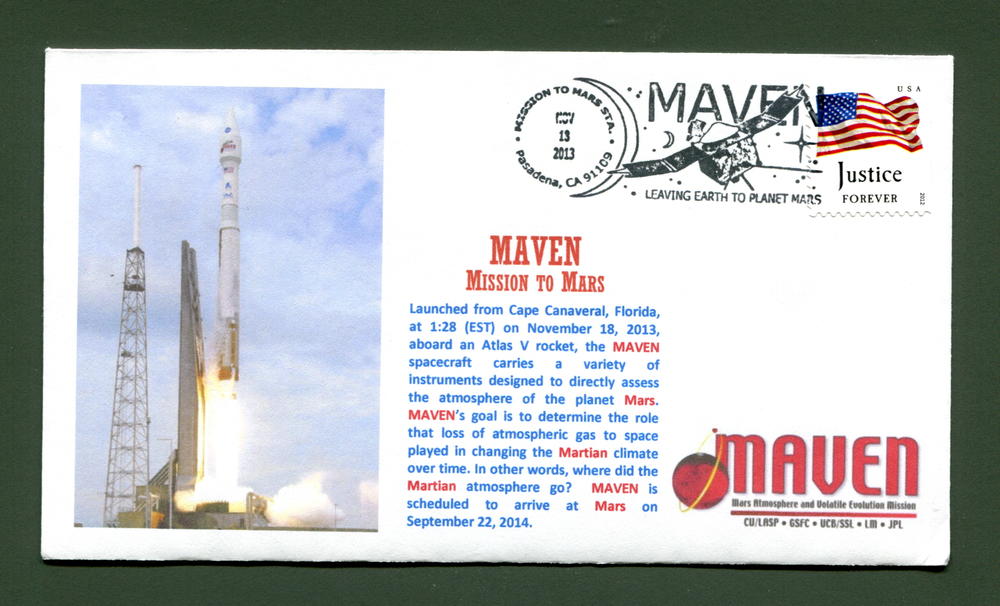 MISSION TO MARS STA.
NOV
18
2013
Pasadena, CA 91109
MAVEN
LEAVING EARTH TO PLANET MARS
USA
Justice
FOREVER
2012
MAVEN
Mission to Mars
Launched from Cape Canaveral, Florida,
at 1:28 (EST) on November 18, 2013,
aboard an Atlas V rocket, the MAVEN
spacecraft carries a variety of
instruments designed to directly assess
the atmosphere of the planet Mars.
MAVEN's goal is to determine the role
that loss of atmospheric gas to space
played in changing the Martian climate
over time. In other words, where did the
Martian atmosphere go? MAVEN is
scheduled to arrive at Mars on
September 22, 2014.
MAVEN
Mars Atmosphere and Volatile Evolution Mission
CU/LASP • GSFC • UCB/SSL • LM • JPL